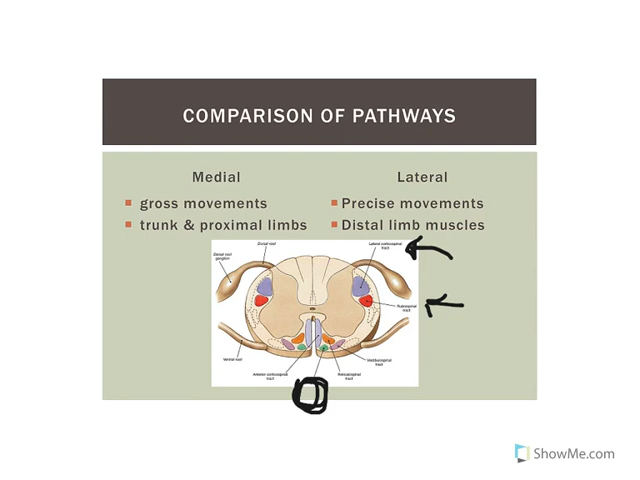 COMPARISON OF PATHWAYS
Medial
gross movements
trunk & proximal limbs
Lateral
Precise movements
Distal limb muscles
Dorsal root
Dorsal root
ganglion
Lateral corticospinal
tract
Rubrospinal
tract
Ventral root
Anterior corticospinal
tract
Vestibulospinal
tract
Reticulospinal
tract
ShowMe.com